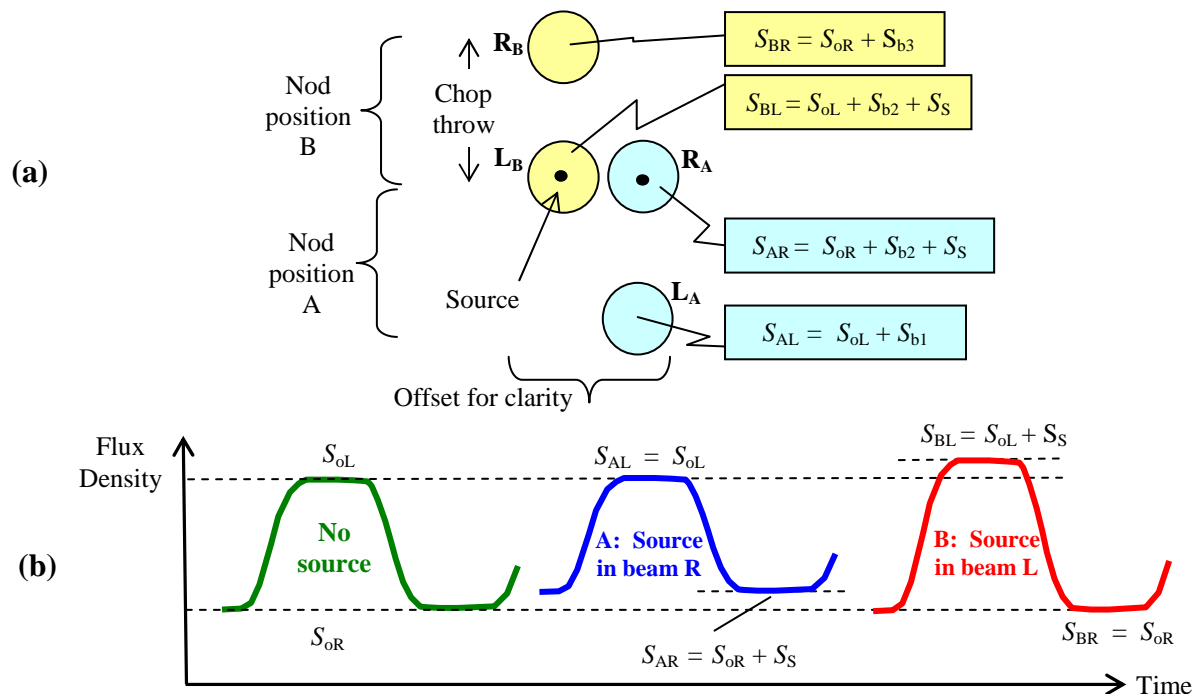 (a)
Nod
position
B
Nod
position
A
R_B
Chop
throw
L_B
R_A
L_A
Source
S_BR = S_oR + S_b3
S_BL = S_oL + S_b2 + S_S
S_AR = S_oR + S_b2 + S_S
S_AL = S_oL + S_b1
Offset for clarity
(b)
Flux
Density
S_oL
No
source
S_oR
S_AL = S_oL
A: Source
in beam R
S_AR = S_oR + S_S
S_BL = S_oL + S_S
B: Source
in beam L
S_BR = S_oR
Time